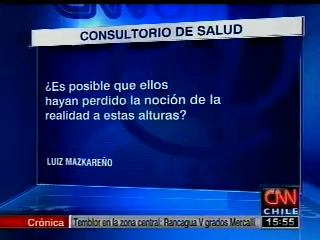 CONSULTORIO DE SALUD
¿Es posible que ellos
hayan perdido la noción de la
realidad a estas alturas?
LUIZ MAZKAREÑO
CNN
CHILE
Crónica
Temblor en la zona central: Rancagua V grados Mercalli
15:55